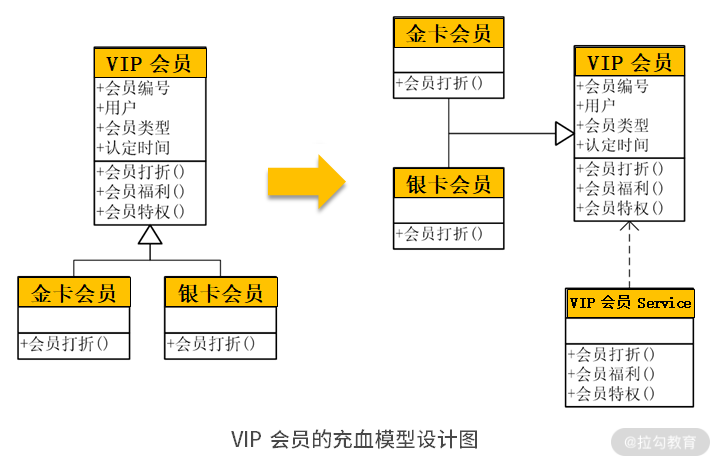 VIP 会员
+会员编号
+用户
+会员类型
+认定时间
+会员打折()
+会员福利()
+会员特权()
金卡会员
+会员打折()
银卡会员
+会员打折()
金卡会员
+会员打折()
银卡会员
+会员打折()
VIP 会员
+会员编号
+用户
+会员类型
+认定时间
+会员打折()
+会员福利()
+会员特权()
VIP 会员 Service
+会员打折()
+会员福利()
+会员特权()
VIP 会员的充血模型设计图
@拉勾教育